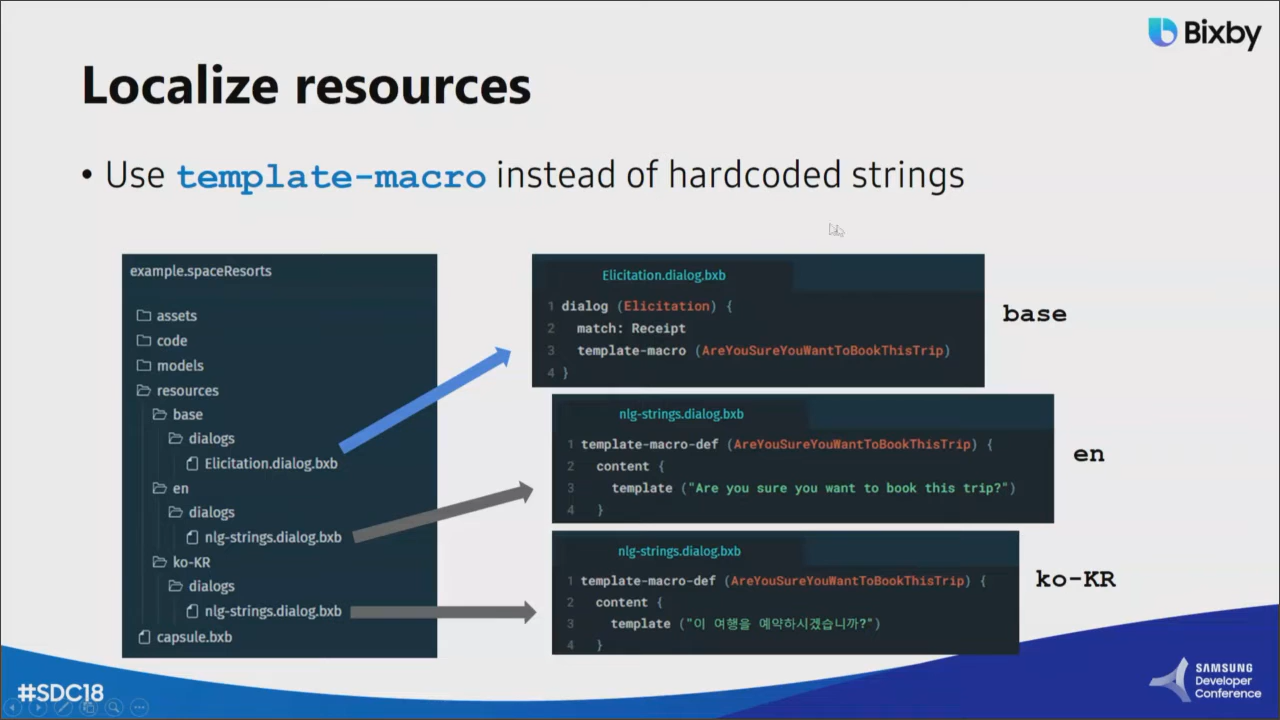 Bixby
Localize resources
• Use template-macro instead of hardcoded strings
example.spaceResorts
assets
code
models
resources
base
dialogs
Elicitation.dialog.bxb
en
dialogs
nlg-strings.dialog.bxb
ko-KR
dialogs
nlg-strings.dialog.bxb
capsule.bxb
Elicitation.dialog.bxb
1 dialog (Elicitation) {
2 match: Receipt
3 template-macro (AreYouSureYouWantToBookThisTrip)
4 }
base
nlg-strings.dialog.bxb
1 template-macro-def (AreYouSureYouWantToBookThisTrip) {
2 content {
3 template ("Are you sure you want to book this trip?")
4 }
en
nlg-strings.dialog.bxb
1 template-macro-def (AreYouSureYouWantToBookThisTrip) {
2 content {
3 template ("이 여행을 예약하시겠습니까?")
4 }
ko-KR
#SDC18
SAMSUNG
Developer
Conference